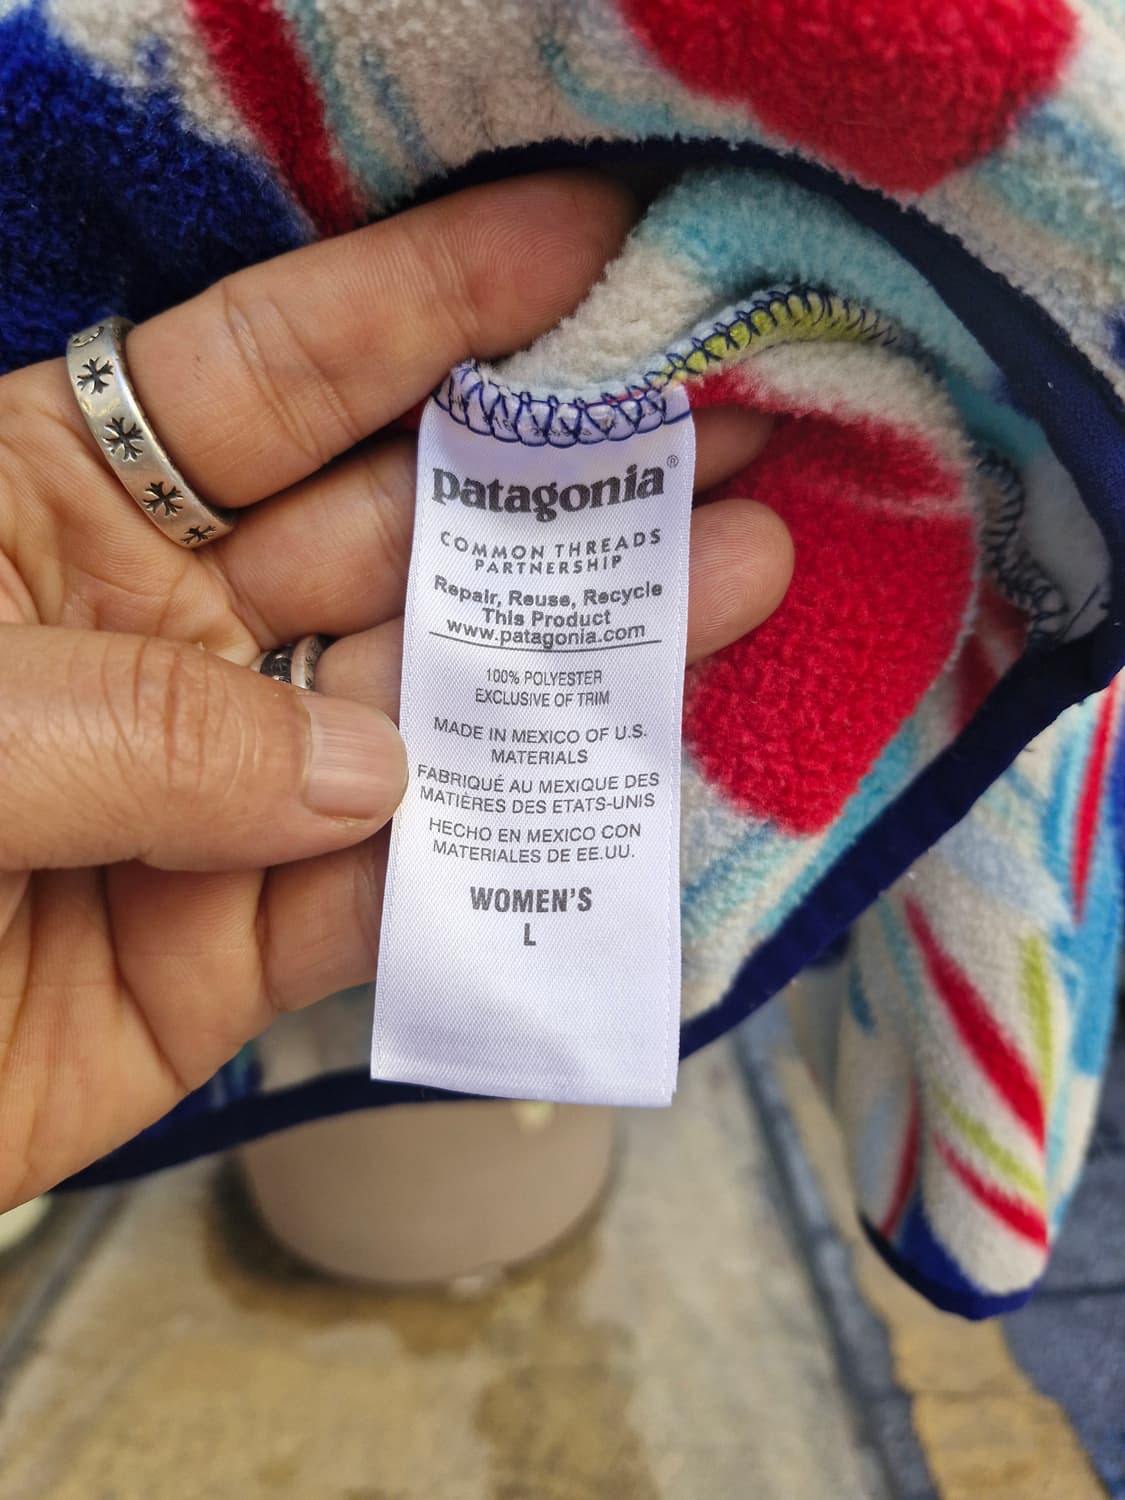 patagonia®
COMMON THREADS
PARTNERSHIP
Repair, Reuse, Recycle
This Product
www.patagonia.com
100% POLYESTER
EXCLUSIVE OF TRIM
MADE IN MEXICO OF U.S.
MATERIALS
FABRIQUÉ AU MEXIQUE DES
MATIÈRES DES ETATS-UNIS
HECHO EN MEXICO CON
MATERIALES DE EE.UU.
WOMEN'S
L